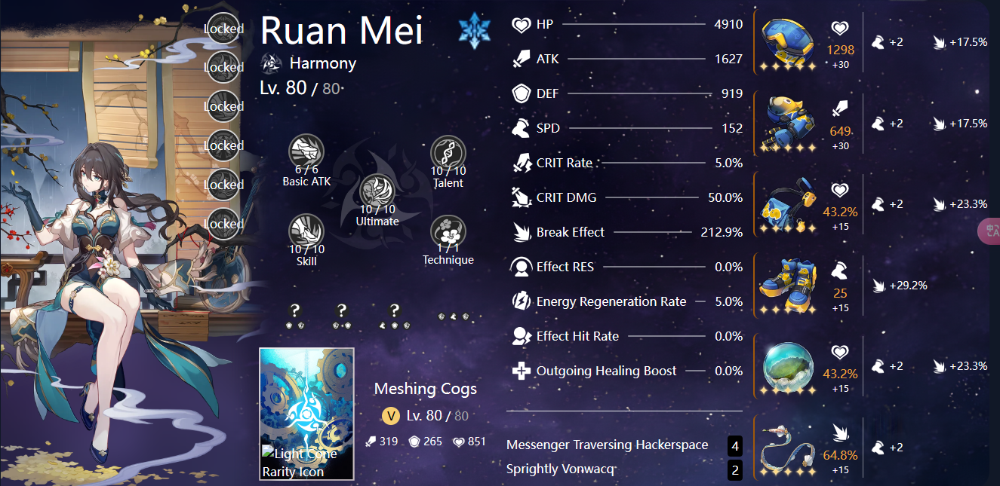 Locked
Locked
Locked
Locked
Locked
Locked
Ruan Mei
Harmony
Lv. 80 / 80
6 / 6
Basic ATK
10 / 10
Talent
10 / 10
Ultimate
10 / 10
Skill
1 / 1
Technique
?
?
?
Light Cone
Rarity Icon
Meshing Cogs
V Lv. 80 / 80
319 265 851
HP 4910
ATK 1627
DEF 919
SPD 152
CRIT Rate 5.0%
CRIT DMG 50.0%
Break Effect 212.9%
Effect RES 0.0%
Energy Regeneration Rate 5.0%
Effect Hit Rate 0.0%
Outgoing Healing Boost 0.0%
Messenger Traversing Hackerspace 4
Sprightly Vonwacq 2
1298
+30
+2 +17.5%
649
+30
+2 +17.5%
43.2%
+15
+2 +23.3%
25
+15
+29.2%
43.2%
+15
+2 +23.3%
64.8%
+15
+2
中A